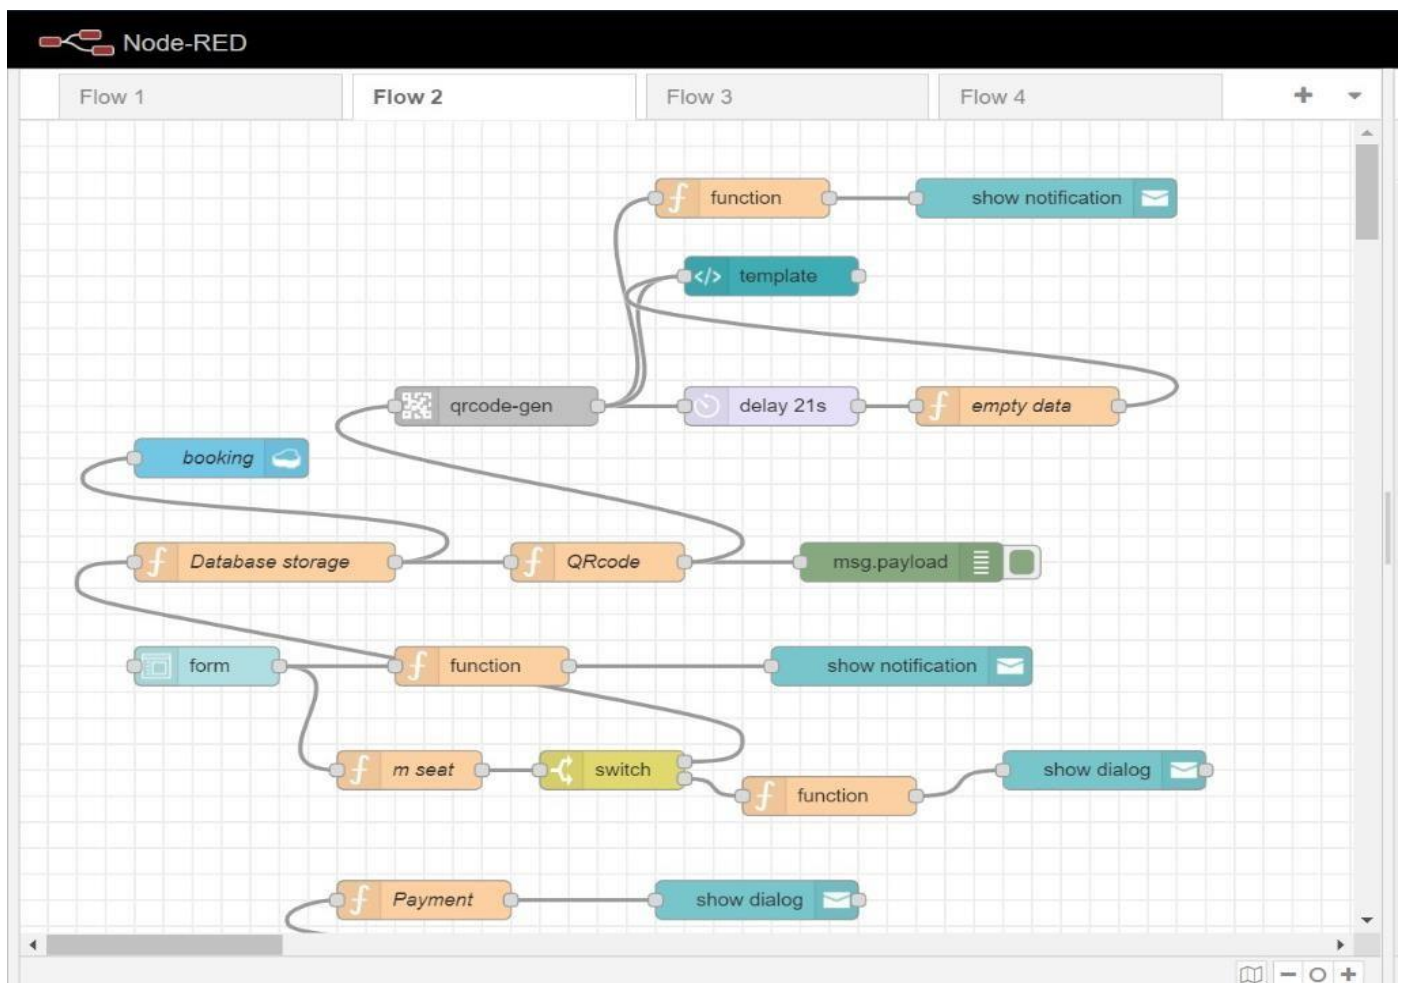 Node-RED
Flow 1
Flow 2
Flow 3
Flow 4
function
show notification
</> template
qrcode-gen
delay 21s
empty data
booking
Database storage
QRcode
msg.payload
form
function
show notification
m seat
switch
function
show dialog
Payment
show dialog